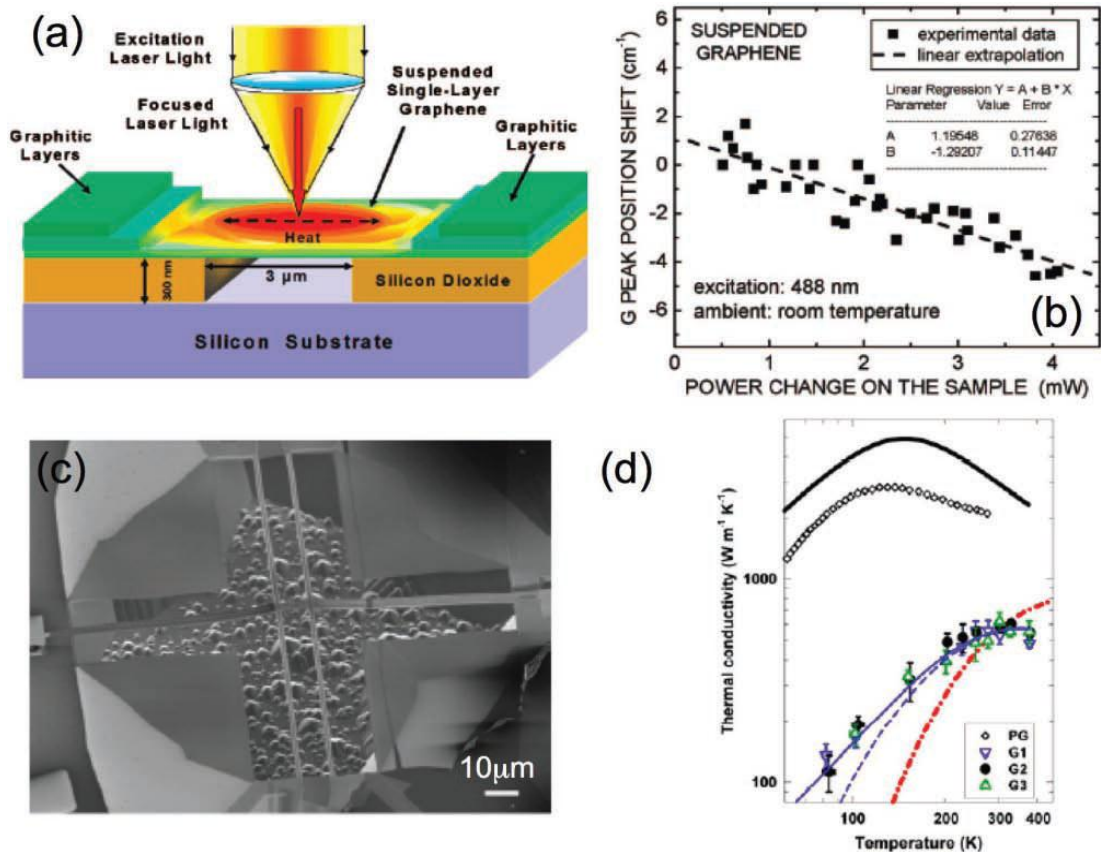 (a)
Excitation
Laser Light
Focused
Laser Light
Suspended
Single-Layer
Graphene
Graphitic
Layers
Graphitic
Layers
Heat
300 nm
3 μm
Silicon Dioxide
Silicon Substrate
G PEAK POSITION SHIFT (cm-1)
6
4
2
0
-2
-4
-6
SUSPENDED
GRAPHENE
experimental data
linear extrapolation
Linear Regression Y = A + B * X
Parameter Value Error
A 1.19548 0.27638
B -1.29207 0.11447
excitation: 488 nm
ambient: room temperature
(b)
0 1 2 3 4
POWER CHANGE ON THE SAMPLE (mW)
(c)
10μm
(d)
Thermal conductivity (W m-1 K-1)
1000
100
PG
G1
G2
G3
100 200 300 400
Temperature (K)